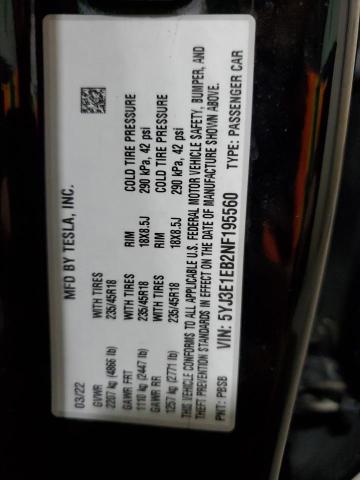 MFD BY TESLA, INC.
03/22
GVWR
2207 kg (4866 lb) WITH TIRES 235/45R18 RIM 18X8.5J COLD TIRE PRESSURE 290 kPa, 42 psi
GAWR FRT
1110 kg (2447 lb) WITH TIRES 235/45R18 RIM 18X8.5J COLD TIRE PRESSURE 290 kPa, 42 psi
GAWR RR
1257 kg (2771 lb)
THIS VEHICLE CONFORMS TO ALL APPLICABLE U.S. FEDERAL MOTOR VEHICLE SAFETY, BUMPER, AND
THEFT PREVENTION STANDARDS IN EFFECT ON THE DATE OF MANUFACTURE SHOWN ABOVE.
PNT: PBSB VIN: 5YJ3E1EB2NF195560 TYPE: PASSENGER CAR